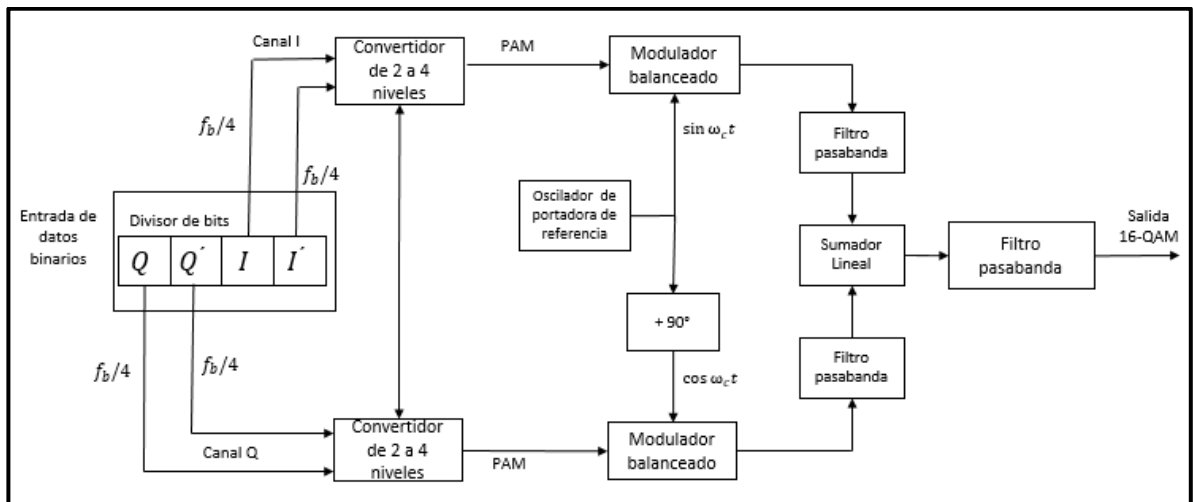 Canal I
Convertidor
de 2 a 4
niveles
PAM
Modulador
balanceado
f_b/4
f_b/4
sin ω_c t
Filtro
pasabanda
Entrada de
datos
binarios
Divisor de bits
Q Q´ I I´
Oscilador de
portadora de
referencia
Sumador
Lineal
Filtro
pasabanda
Salida
16-QAM
+ 90°
f_b/4
f_b/4
cos ω_c t
Filtro
pasabanda
Canal Q
Convertidor
de 2 a 4
niveles
PAM
Modulador
balanceado